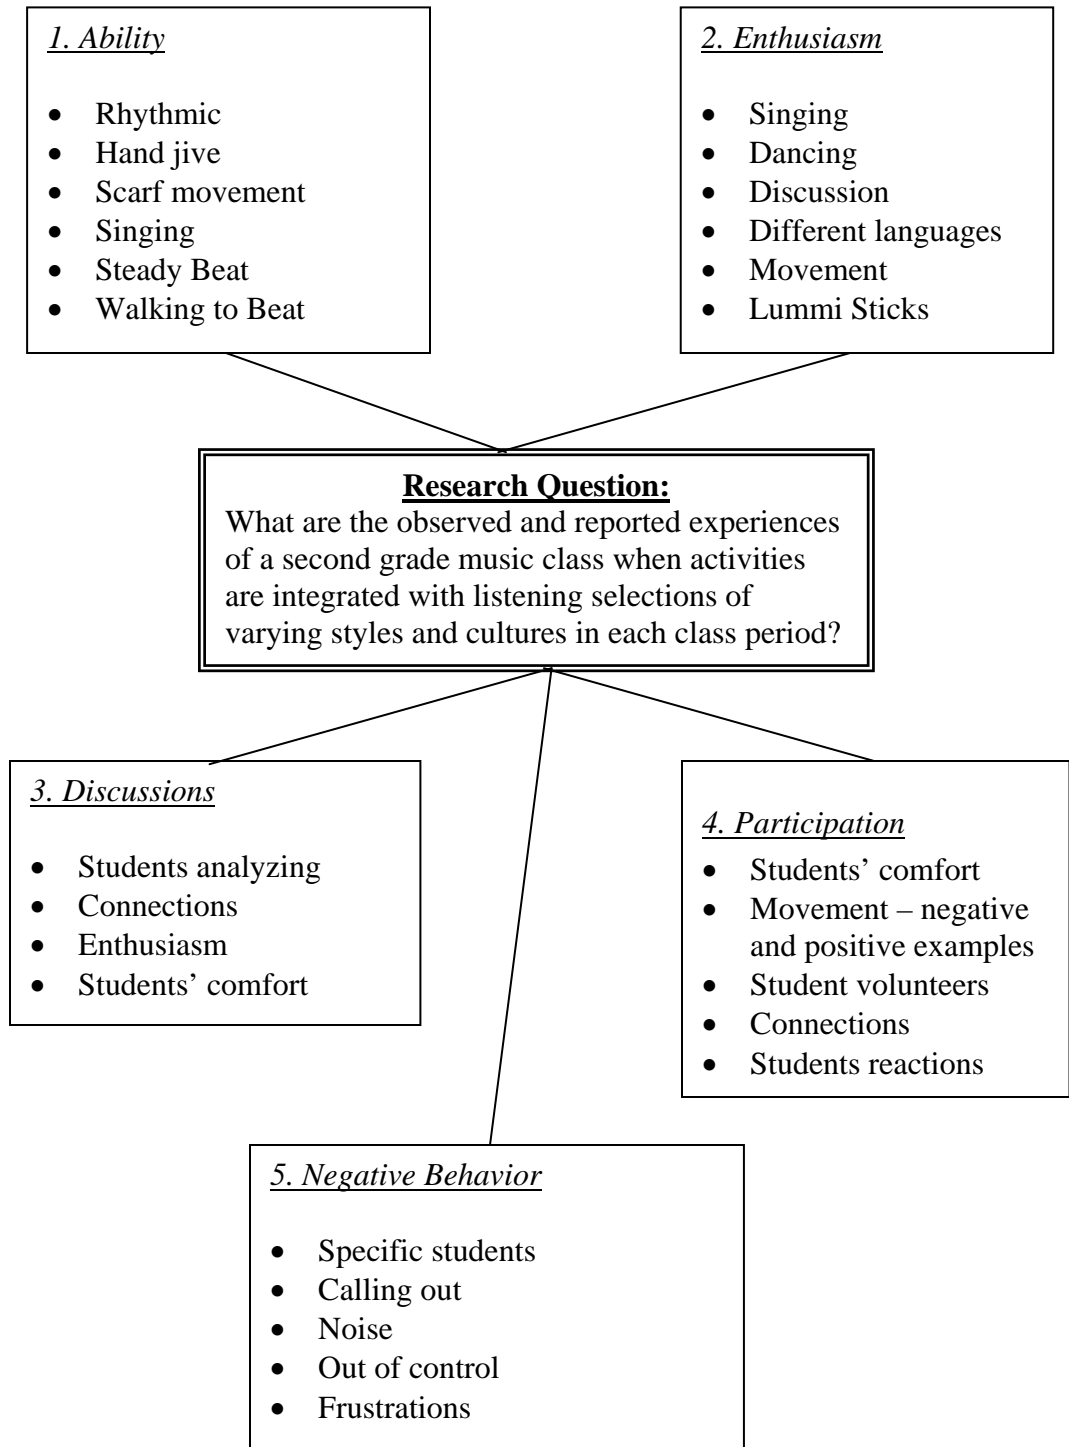 1. Ability
• Rhythmic
• Hand jive
• Scarf movement
• Singing
• Steady Beat
• Walking to Beat
2. Enthusiasm
• Singing
• Dancing
• Discussion
• Different languages
• Movement
• Lummi Sticks
Research Question:
What are the observed and reported experiences
of a second grade music class when activities
are integrated with listening selections of
varying styles and cultures in each class period?
3. Discussions
• Students analyzing
• Connections
• Enthusiasm
• Students’ comfort
4. Participation
• Students’ comfort
• Movement – negative
and positive examples
• Student volunteers
• Connections
• Students reactions
5. Negative Behavior
• Specific students
• Calling out
• Noise
• Out of control
• Frustrations